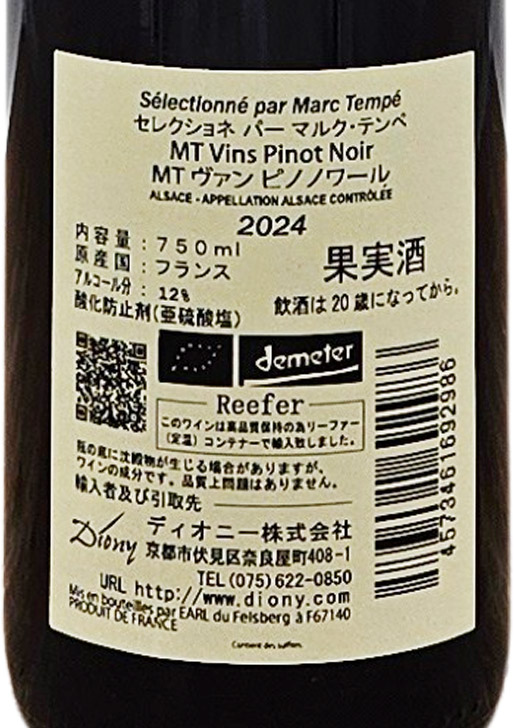 Sélectionné par Marc Tempé
セレクショネ パー マルク・テンペ
MT Vins Pinot Noir
MT ヴァン ピノノワール
ALSACE - APPELLATION ALSACE CONTRÔLÉE
2024
内容量：750ml
原産国：フランス
アルコール分：12%
酸化防止剤(亜硫酸塩)
果実酒
飲酒は20歳になってから。
demeter
Reefer
このワインは高品質保持の為リーファー
（定温）コンテナーで輸入致しました。
瓶の底に沈殿物が生じる場合がありますが、
ワインの成分です。品質上問題はありません。
輸入者及び引取先
Diony ディオニー株式会社
京都市伏見区奈良屋町408-1
TEL(075)622-0850
URL http://www.diony.com
Mis en bouteilles par EARL du Felsberg à F67140
PRODUIT DE FRANCE
Contient des sulfites.
4573461692986